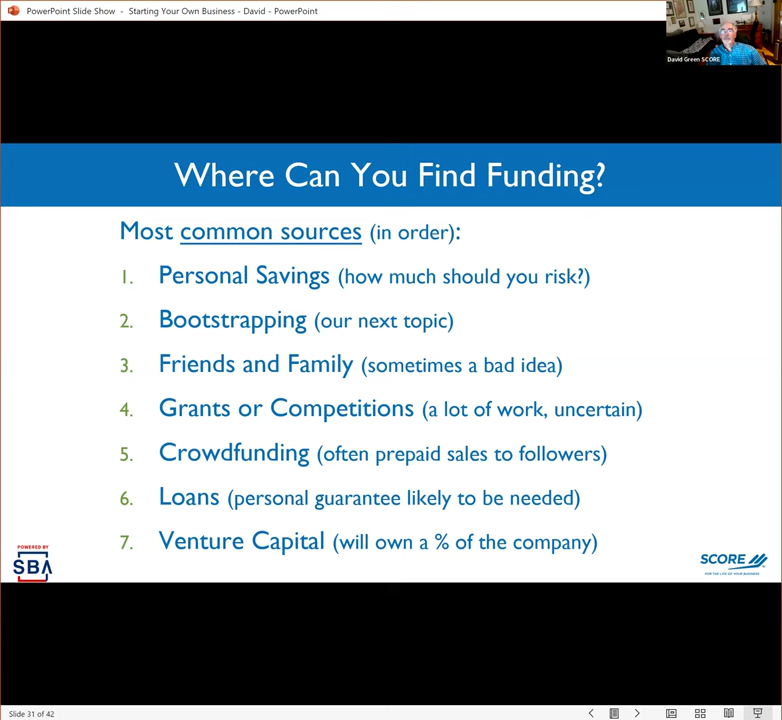 PowerPoint Slide Show - Starting Your Own Business - David - PowerPoint
David Green SCORE
Where Can You Find Funding?
Most common sources (in order):
1. Personal Savings (how much should you risk?)
2. Bootstrapping (our next topic)
3. Friends and Family (sometimes a bad idea)
4. Grants or Competitions (a lot of work, uncertain)
5. Crowdfunding (often prepaid sales to followers)
6. Loans (personal guarantee likely to be needed)
7. Venture Capital (will own a % of the company)
POWERED BY
SBA
SCORE
FOR THE LIFE OF YOUR BUSINESS
Slide 31 of 42